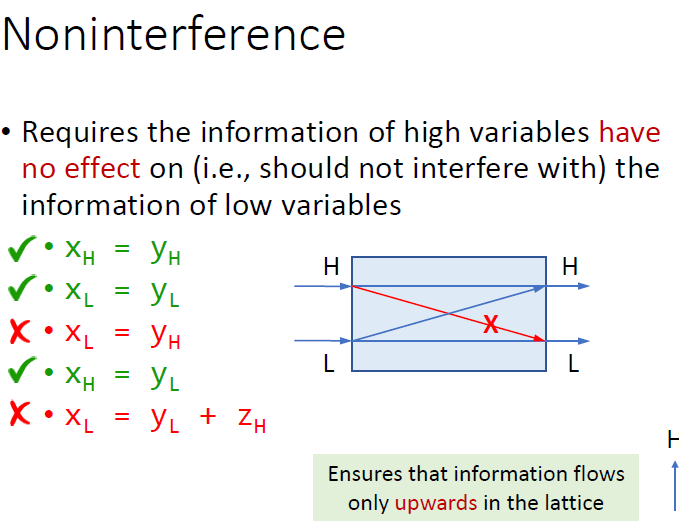 Noninterference
• Requires the information of high variables have
no effect on (i.e., should not interfere with) the
information of low variables
✓ • x_H = y_H
✓ • x_L = y_L
✗ • x_L = y_H
✓ • x_H = y_L
✗ • x_L = y_L + z_H
H H
X
L L
H
Ensures that information flows
only upwards in the lattice